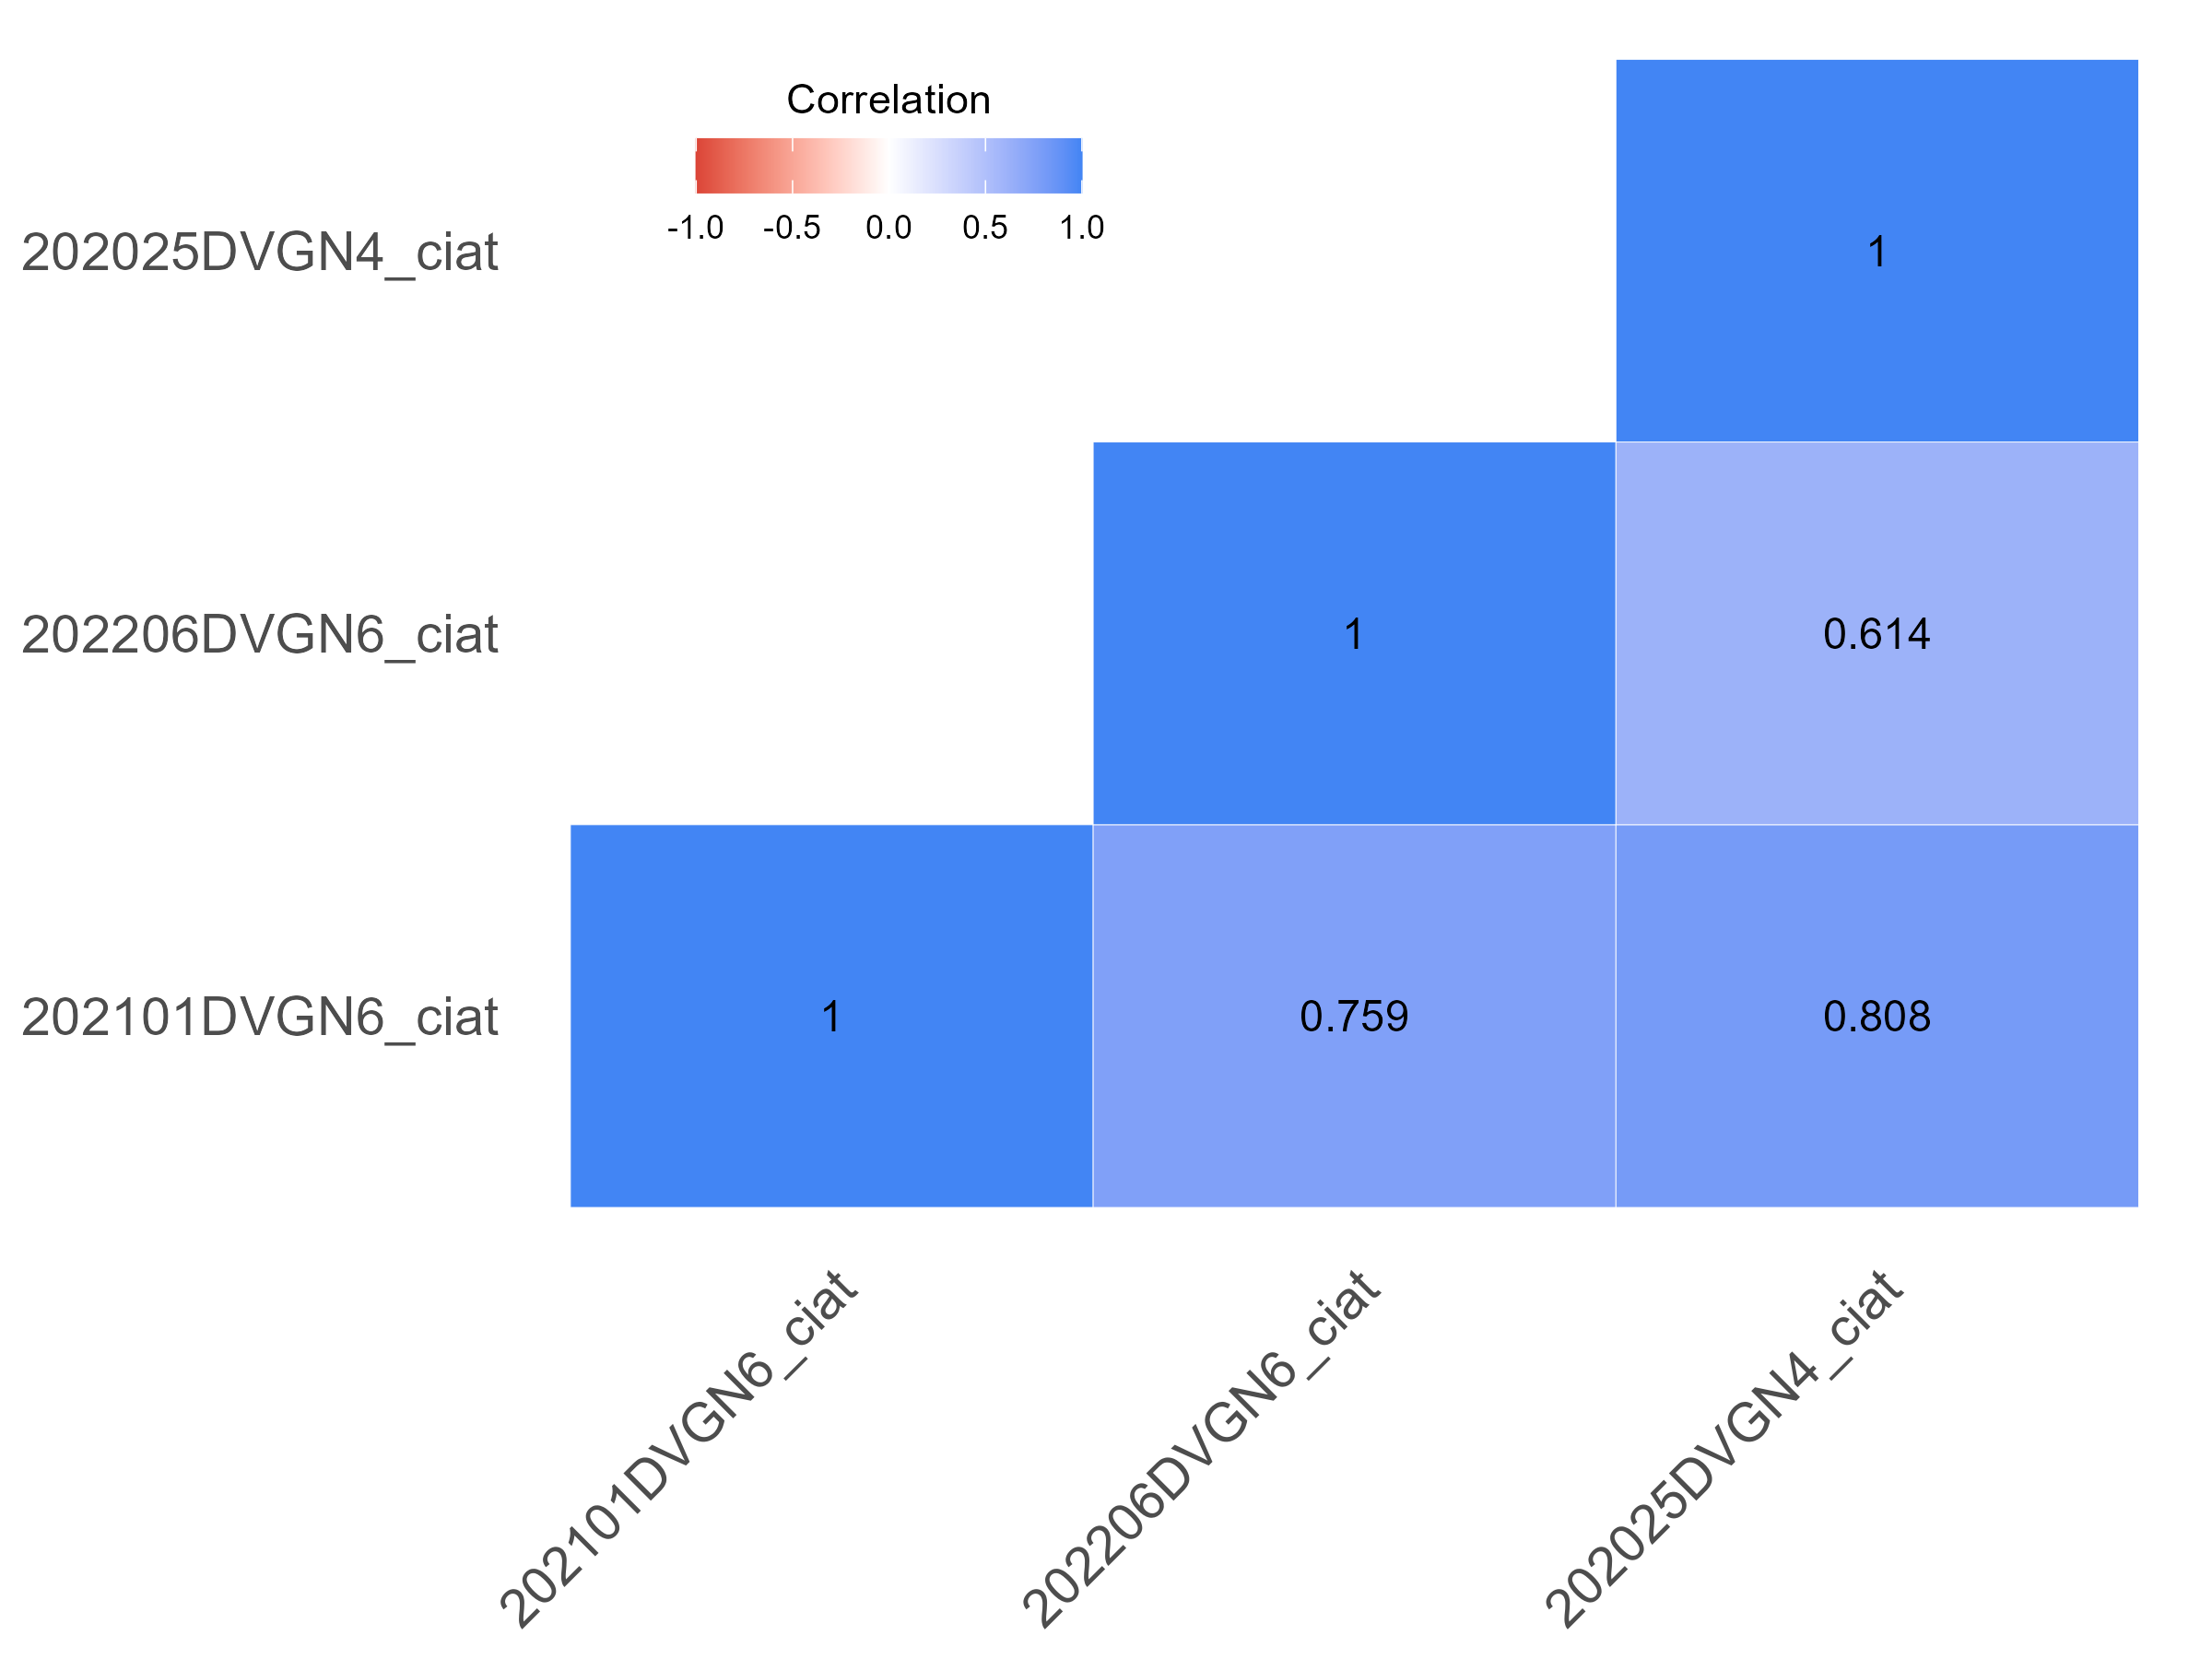 Correlation
-1.0 -0.5 0.0 0.5 1.0
202025DVGN4_ciat 1
202206DVGN6_ciat 1 0.614
202101DVGN6_ciat 1 0.759 0.808
202101DVGN6_ciat 202206DVGN6_ciat 202025DVGN4_ciat